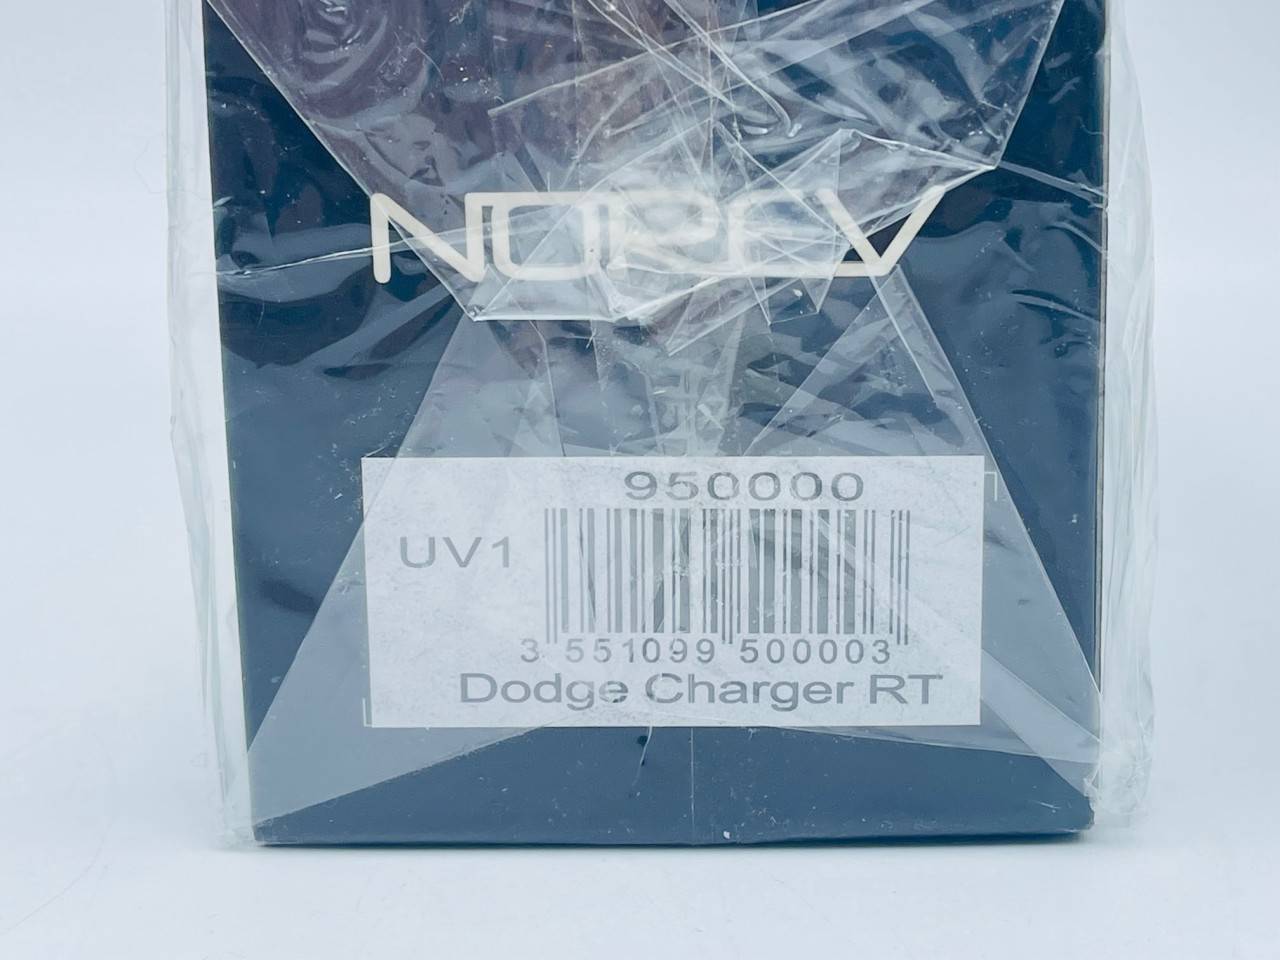 NOREV
950000
UV1
3 551099 500003
Dodge Charger RT